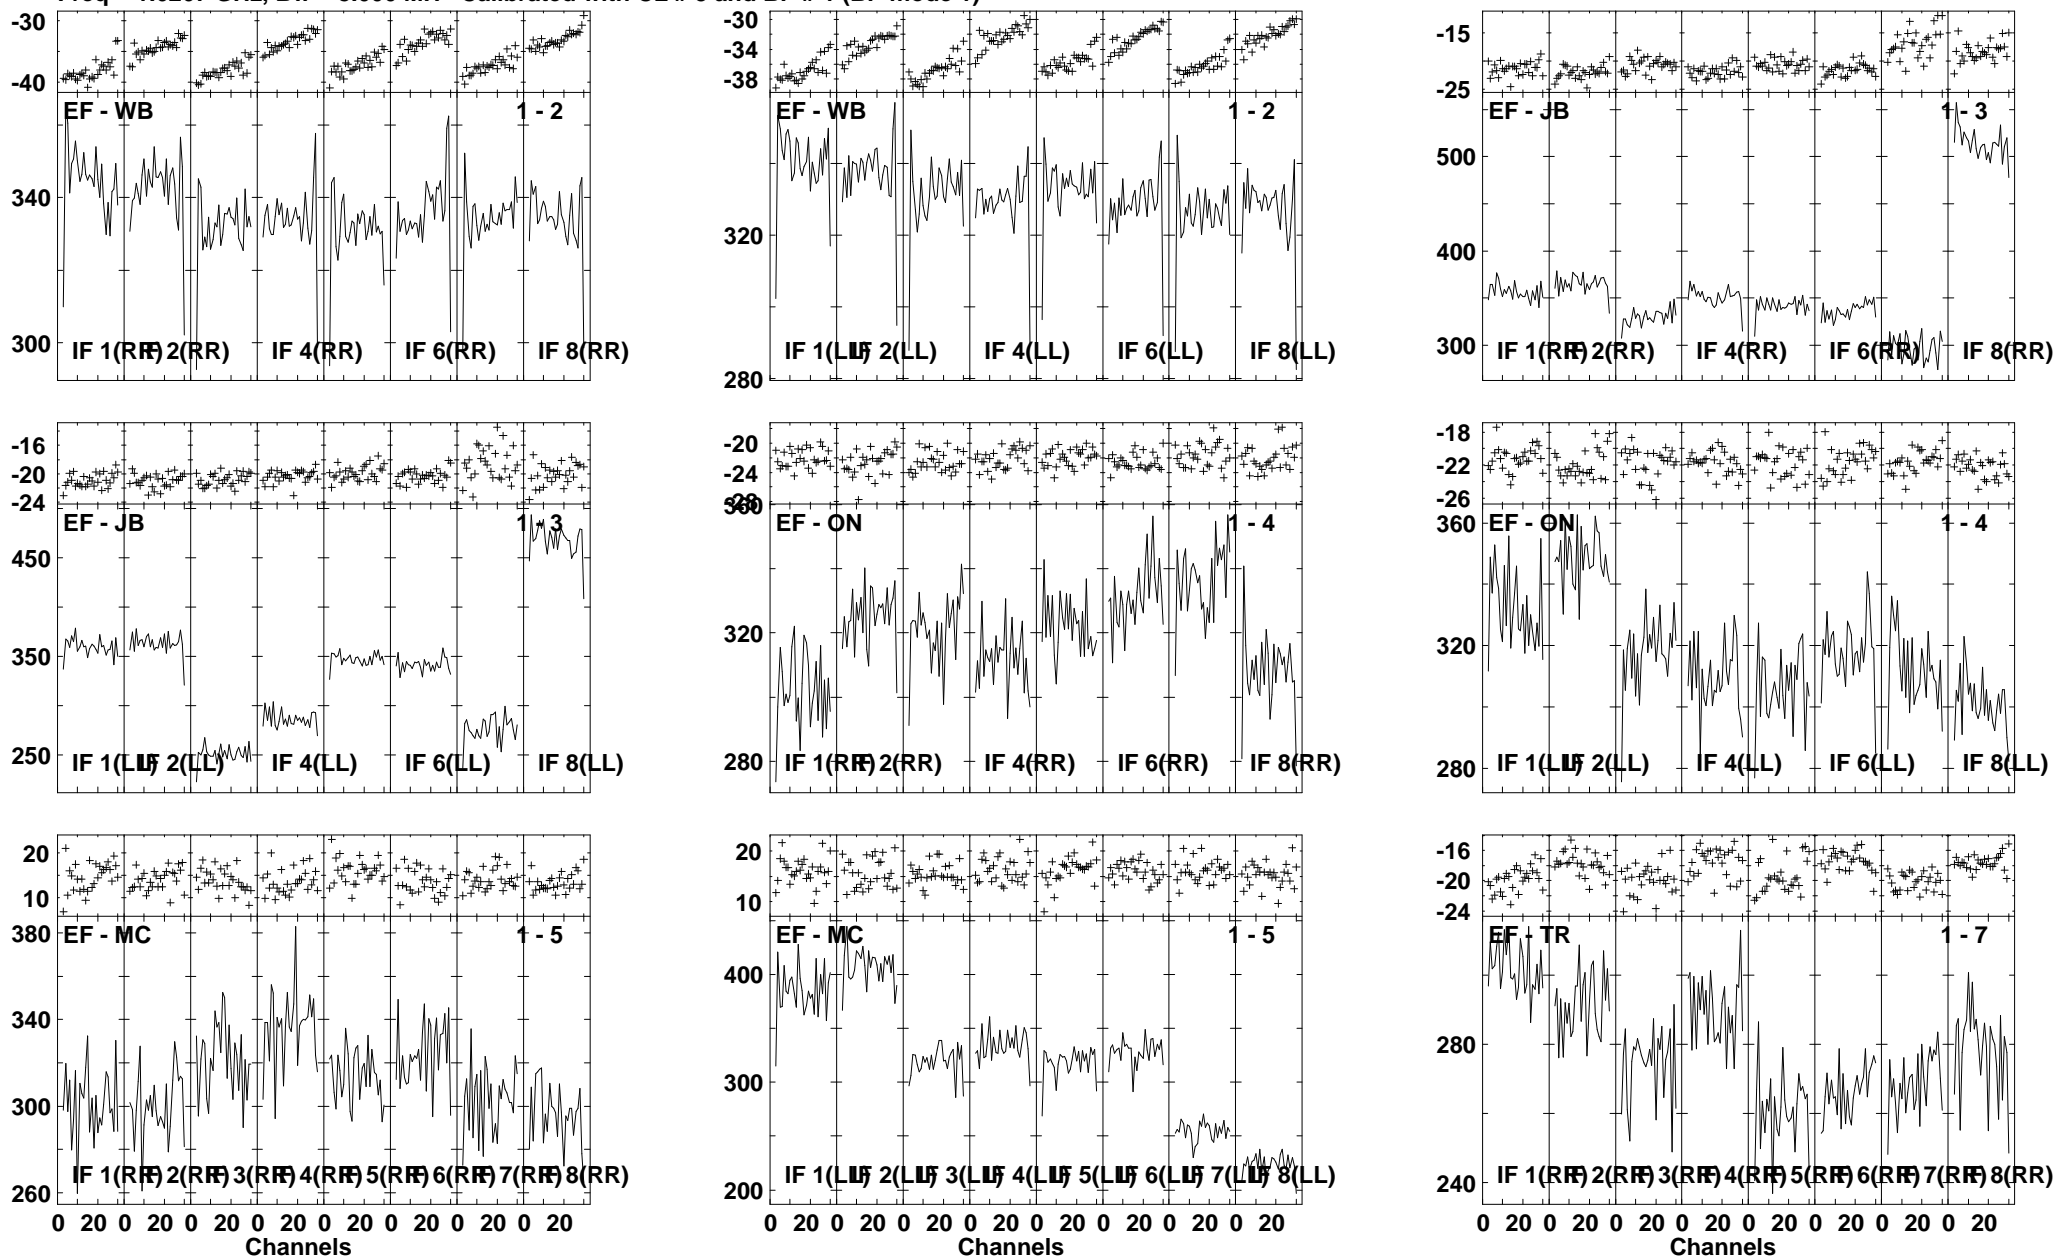 -30
-40
EF - WB 1 - 2
340
300
IF 1(RR) IF 2(RR) IF 4(RR) IF 6(RR) IF 8(RR)
-30
-34
-38
EF - WB 1 - 2
320
280
IF 1(LL) IF 2(LL) IF 4(LL) IF 6(LL) IF 8(LL)
-15
-25
EF - JB 1 - 3
500
400
300
IF 1(RR) IF 2(RR) IF 4(RR) IF 6(RR) IF 8(RR)
-16
-20
-24
EF - JB 1 - 3
450
350
250
IF 1(LL) IF 2(LL) IF 4(LL) IF 6(LL) IF 8(LL)
-20
-24
-28
360
EF - ON 1 - 4
320
280
IF 1(RR) IF 2(RR) IF 4(RR) IF 6(RR) IF 8(RR)
-18
-22
-26
360
EF - ON 1 - 4
320
280
IF 1(LL) IF 2(LL) IF 4(LL) IF 6(LL) IF 8(LL)
20
10
380
EF - MC 1 - 5
340
300
260
IF 1(RR) IF 2(RR) IF 3(RR) IF 4(RR) IF 5(RR) IF 6(RR) IF 7(RR) IF 8(RR)
0 20 0 20 0 20 0 20 0 20 0 20 0 20 0 20
Channels
20
10
EF - MC 1 - 5
400
300
200
IF 1(LL) IF 2(LL) IF 3(LL) IF 4(LL) IF 5(LL) IF 6(LL) IF 7(LL) IF 8(LL)
0 20 0 20 0 20 0 20 0 20 0 20 0 20 0 20
Channels
-16
-20
-24
EF - TR 1 - 7
280
240
IF 1(RR) IF 2(RR) IF 3(RR) IF 4(RR) IF 5(RR) IF 6(RR) IF 7(RR) IF 8(RR)
0 20 0 20 0 20 0 20 0 20 0 20 0 20 0 20
Channels